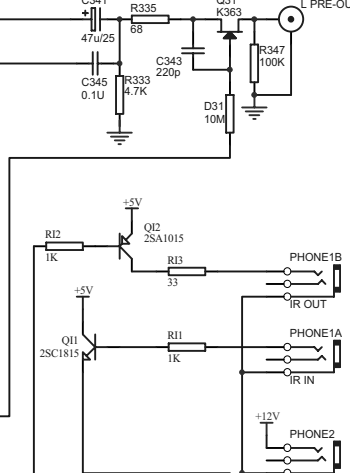 C341
47u/25
R335
68
Q31
K363
L PRE-OU
C345
0.1U
R333
4.7K
C343
220p
R347
100K
D31
10M
+5V
QI2
2SA1015
RI2
1K
RI3
33
PHONE1B
IR OUT
+5V
QI1
2SC1815
RI1
1K
PHONE1A
IR IN
+12V
PHONE2